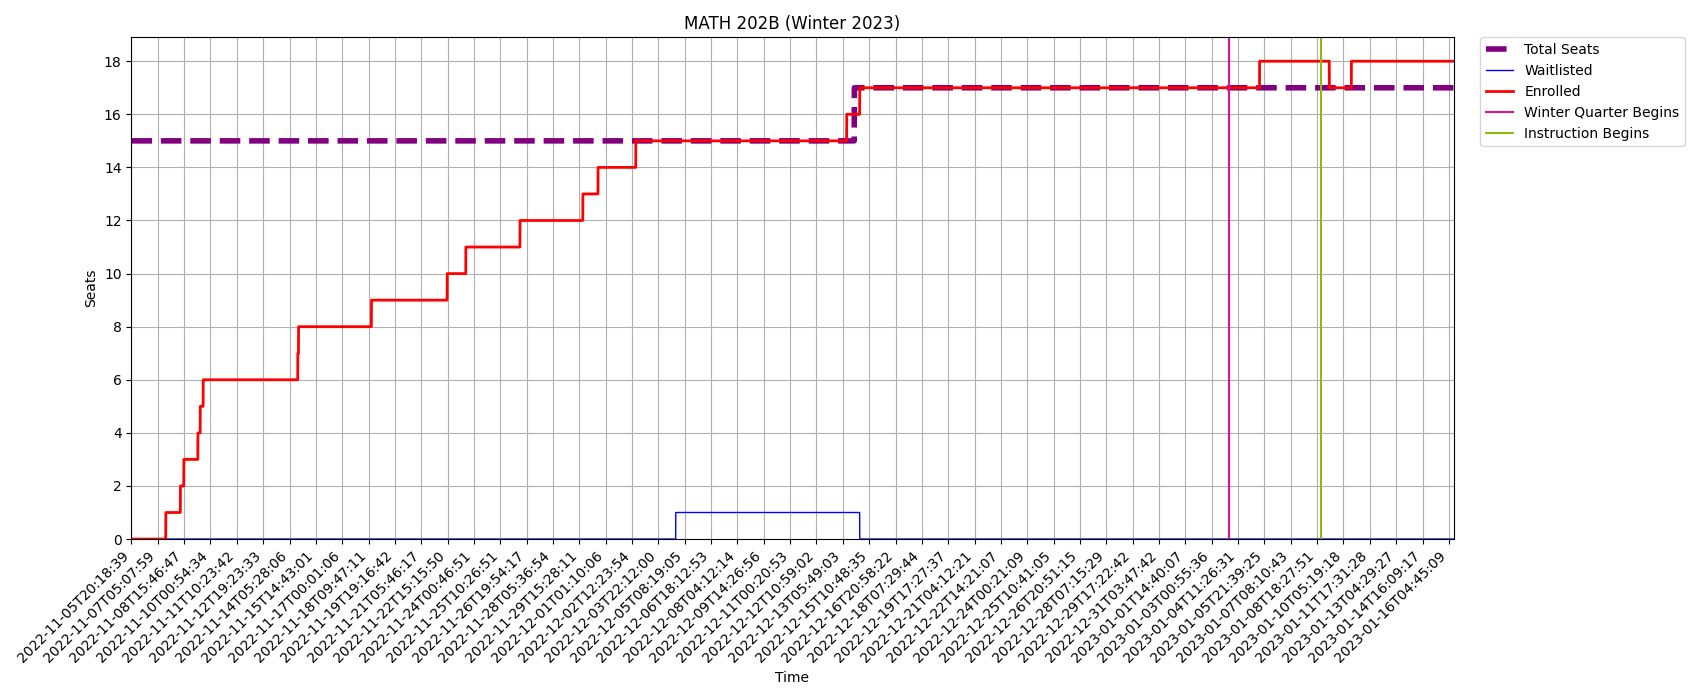 MATH 202B (Winter 2023)
Total Seats
Waitlisted
Enrolled
Winter Quarter Begins
Instruction Begins
Seats
18
16
14
12
10
8
6
4
2
0
2022-11-05T20:18:39
2022-11-07T05:07:59
2022-11-08T15:46:47
2022-11-10T00:54:34
2022-11-11T10:23:42
2022-11-12T19:23:33
2022-11-14T05:28:06
2022-11-15T14:43:01
2022-11-17T00:01:06
2022-11-18T09:47:11
2022-11-19T19:16:42
2022-11-21T05:46:17
2022-11-22T15:15:50
2022-11-24T00:46:51
2022-11-25T10:26:51
2022-11-26T19:54:17
2022-11-28T05:36:54
2022-11-29T15:28:11
2022-12-01T01:10:06
2022-12-02T12:23:54
2022-12-03T22:12:00
2022-12-05T08:19:05
2022-12-06T18:12:53
2022-12-08T04:12:14
2022-12-09T14:26:56
2022-12-11T00:20:53
2022-12-12T10:59:02
2022-12-13T05:49:03
2022-12-15T10:48:35
2022-12-16T20:58:22
2022-12-18T07:29:44
2022-12-19T17:27:37
2022-12-21T04:12:21
2022-12-22T14:21:07
2022-12-24T00:21:09
2022-12-25T10:41:05
2022-12-26T20:51:15
2022-12-28T07:15:29
2022-12-29T17:22:42
2022-12-31T03:47:42
2023-01-01T14:40:07
2023-01-03T00:55:36
2023-01-04T11:26:31
2023-01-05T21:39:25
2023-01-07T08:10:43
2023-01-08T18:27:51
2023-01-10T05:19:18
2023-01-11T17:31:28
2023-01-13T04:29:27
2023-01-14T16:09:17
2023-01-16T04:45:09
Time